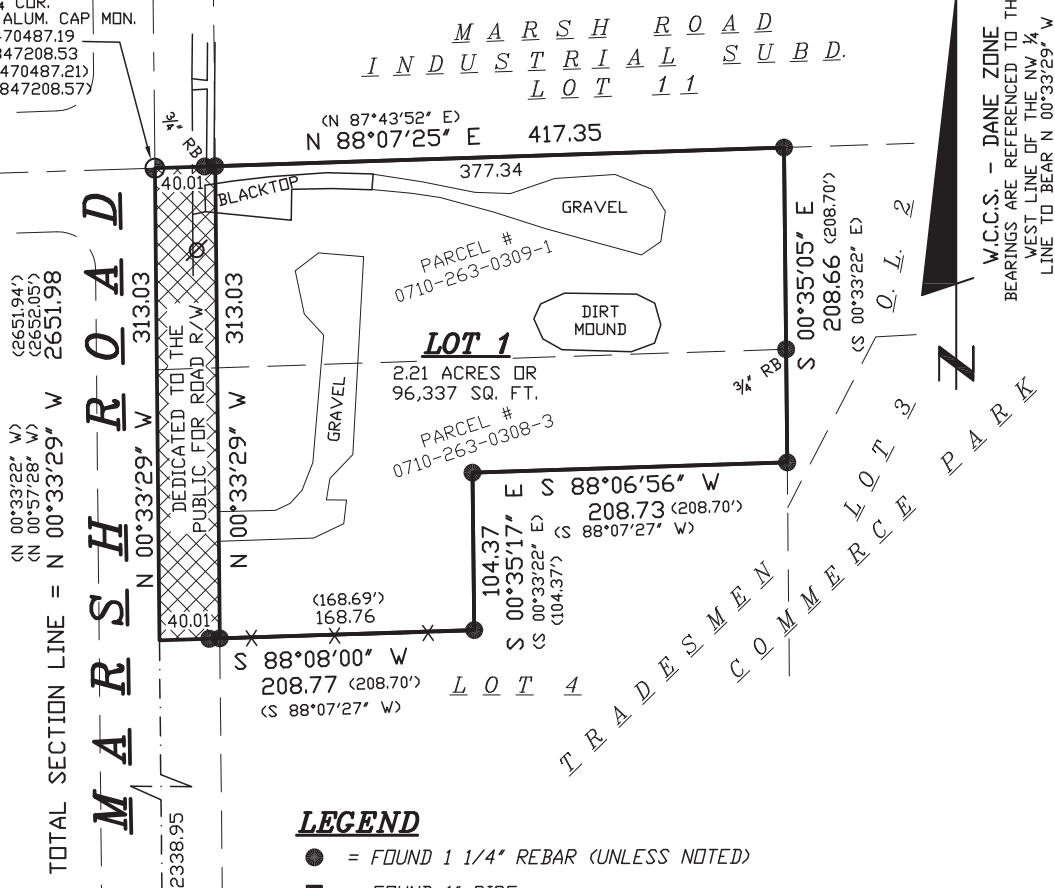 COR.
ALUM. CAP MON.
70487.19
847208.53
470487.21)
847208.57)
3/4" RB
MARSH ROAD
INDUSTRIAL SUBD.
LOT 11
(N 87°43'52" E)
N 88°07'25" E 417.35
377.34
40.01
BLACKTOP
GRAVEL
PARCEL #
0710-263-0309-1
DIRT
MOUND
LOT 1
2.21 ACRES OR
96,337 SQ. FT.
PARCEL #
0710-263-0308-3
GRAVEL
S 00°35'05" E
208.66 (208.70')
(S 00°33'22" E)
3/4" RB
O.L. 2
W.C.C.S. - DANE ZONE
BEARINGS ARE REFERENCED TO TH
WEST LINE OF THE NW 1/4
LINE TO BEAR N 00°33'29" W
N
MARSH ROAD
(2651.94')
(2652.05')
2651.98
(N 00°33'22" W)
(N 00°57'28" W)
TOTAL SECTION LINE = N 00°33'29" W
N 00°33'29" W 313.03
DEDICATED TO THE
PUBLIC FOR ROAD R/W
N 00°33'29" W 313.03
S 88°06'56" W
208.73 (208.70')
(S 88°07'27" W)
104.37
S 00°35'17" E
(S 00°33'22" E)
(104.37')
40.01
(168.69')
168.76
S 88°08'00" W
208.77 (208.70')
(S 88°07'27" W)
LOT 4
LOT 3
TRADESMEN
COMMERCE PARK
2338.95
LEGEND
= FOUND 1 1/4" REBAR (UNLESS NOTED)